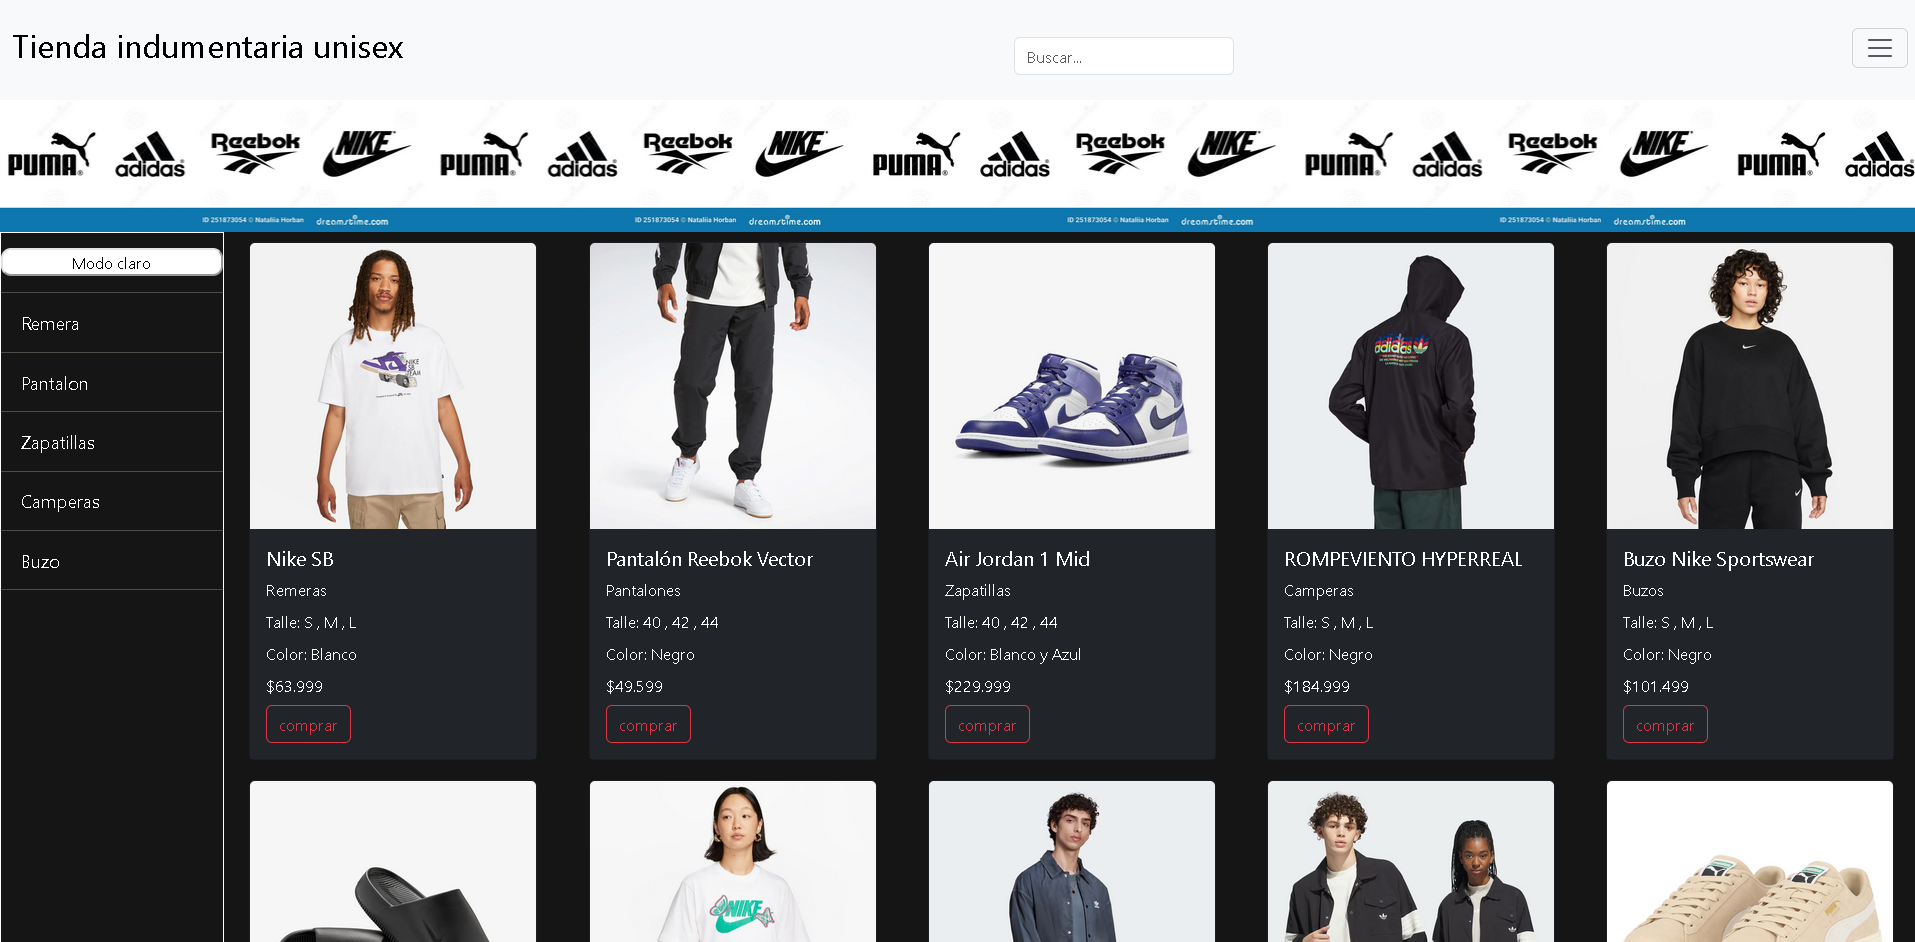 Tienda indumentaria unisex
Buscar...
PUMA adidas Reebok NIKE PUMA adidas Reebok NIKE PUMA adidas Reebok NIKE PUMA adidas Reebok NIKE PUMA adidas
ID 251873054 © Nataliia Horban dreamstime.com ID 251873054 © Nataliia Horban dreamstime.com ID 251873054 © Nataliia Horban dreamstime.com ID 251873054 © Nataliia Horban dreamstime.com
Modo claro
Remera
Pantalon
Zapatillas
Camperas
Buzo
NIKE
SB
TEAM
Nike SB
Remeras
Talle: S , M , L
Color: Blanco
$63.999
comprar
Pantalón Reebok Vector
Pantalones
Talle: 40 , 42 , 44
Color: Negro
$49.599
comprar
Air Jordan 1 Mid
Zapatillas
Talle: 40 , 42 , 44
Color: Blanco y Azul
$229.999
comprar
adidas
ROMPEVIENTO HYPERREAL
Camperas
Talle: S , M , L
Color: Negro
$184.999
comprar
Buzo Nike Sportswear
Buzos
Talle: S , M , L
Color: Negro
$101.499
comprar
NIKE